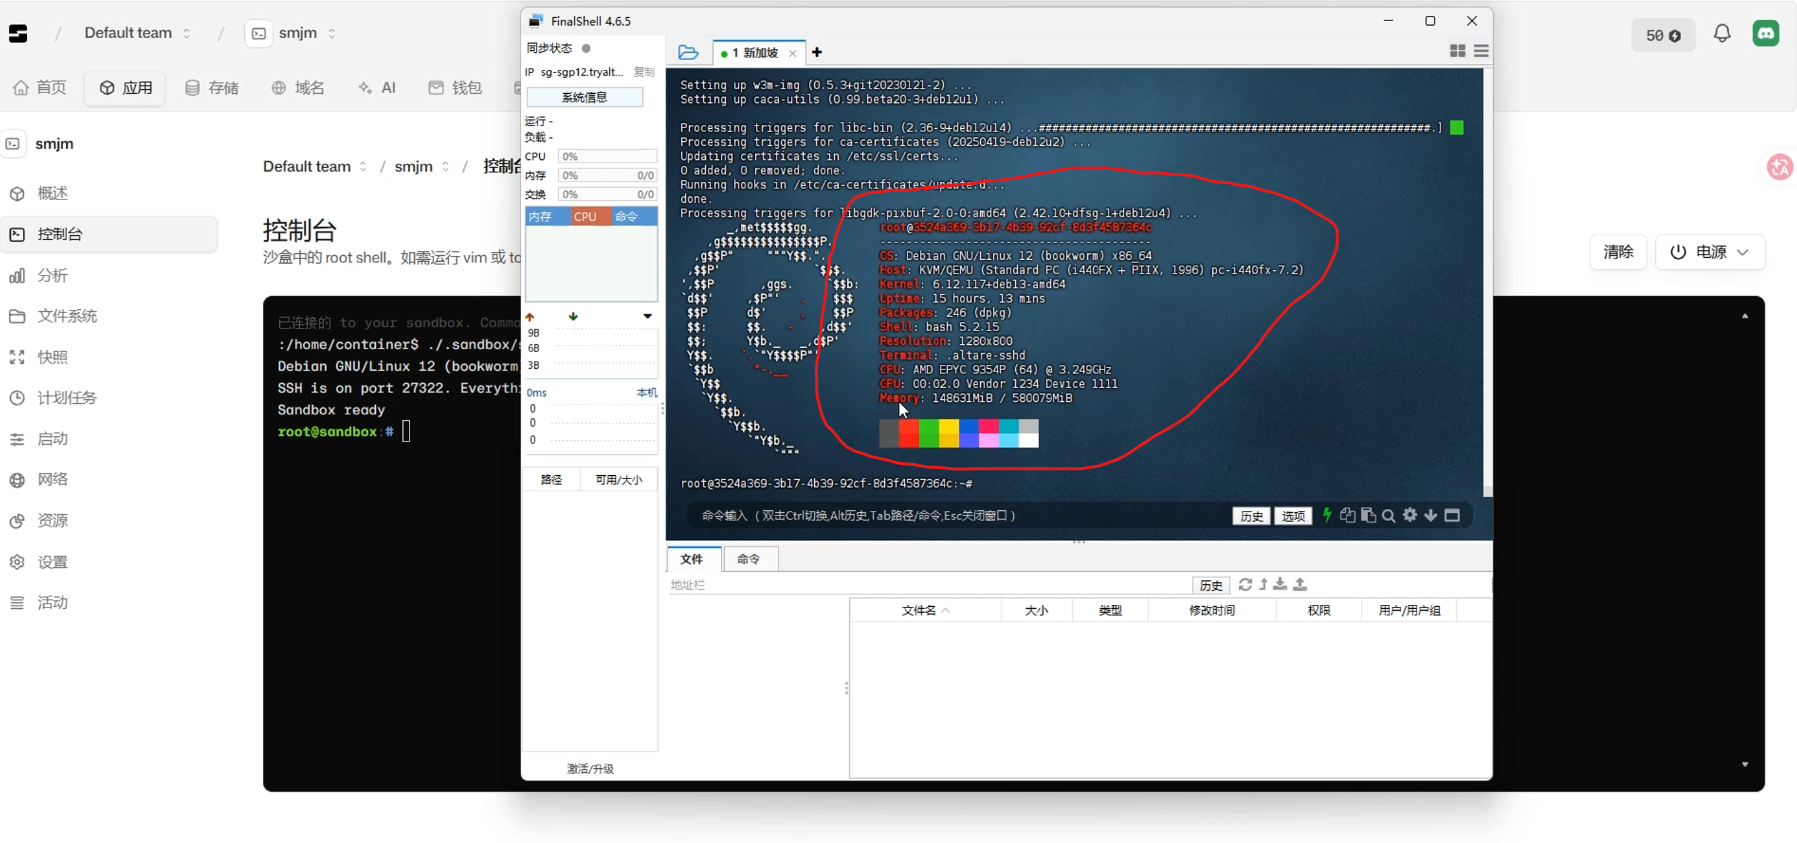 Default team
smjm
50
首页
应用
存储
域名
AI
钱包
smjm
概述
控制台
分析
文件系统
快照
计划任务
启动
网络
资源
设置
活动
Default team / smjm / 控制台
控制台
沙盒中的 root shell。如需运行 vim 或 to
清除
电源
已连接的 to your sandbox. Comma
:/home/container$ ./.sandbox/s
Debian GNU/Linux 12 (bookworm
SSH is on port 27322. Everythi
Sandbox ready
root@sandbox:#
FinalShell 4.6.5
同步状态
IP sg-sgp12.tryalt... 复制
系统信息
运行 -
负载 -
CPU 0%
内存 0% 0/0
交换 0% 0/0
内存 CPU 命令
9B
6B
3B
0ms 本机
0
0
0
路径 可用/大小
激活/升级
1 新加坡
Setting up w3m-img (0.5.3+git20230121-2) ...
Setting up caca-utils (0.99.beta20-3+deb12u1) ...
Processing triggers for libc-bin (2.36-9+deb12u14) ...###########################################################.]
Processing triggers for ca-certificates (20250419~deb12u2) ...
Updating certificates in /etc/ssl/certs...
0 added, 0 removed; done.
Running hooks in /etc/ca-certificates/update.d...
done.
Processing triggers for libgdk-pixbuf-2.0-0:amd64 (2.42.10+dfsg-1+deb12u4) ...
root@3524a369-3b17-4b39-92cf-8d3f4587364c
-----------------------------------------
OS: Debian GNU/Linux 12 (bookworm) x86_64
Host: KVM/QEMU (Standard PC (i440FX + PIIX, 1996) pc-i440fx-7.2)
Kernel: 6.12.117+deb13-amd64
Uptime: 15 hours, 13 mins
Packages: 246 (dpkg)
Shell: bash 5.2.15
Resolution: 1280x800
Terminal: .altare-sshd
CPU: AMD EPYC 9354P (64) @ 3.249GHz
GPU: 00:02.0 Vendor 1234 Device 1111
Memory: 148631MiB / 580079MiB
root@3524a369-3b17-4b39-92cf-8d3f4587364c:~#
命令输入 (双击Ctrl切换,Alt历史,Tab路径/命令,Esc关闭窗口)
历史 选项
文件 命令
地址栏
历史
文件名 大小 类型 修改时间 权限 用户/用户组